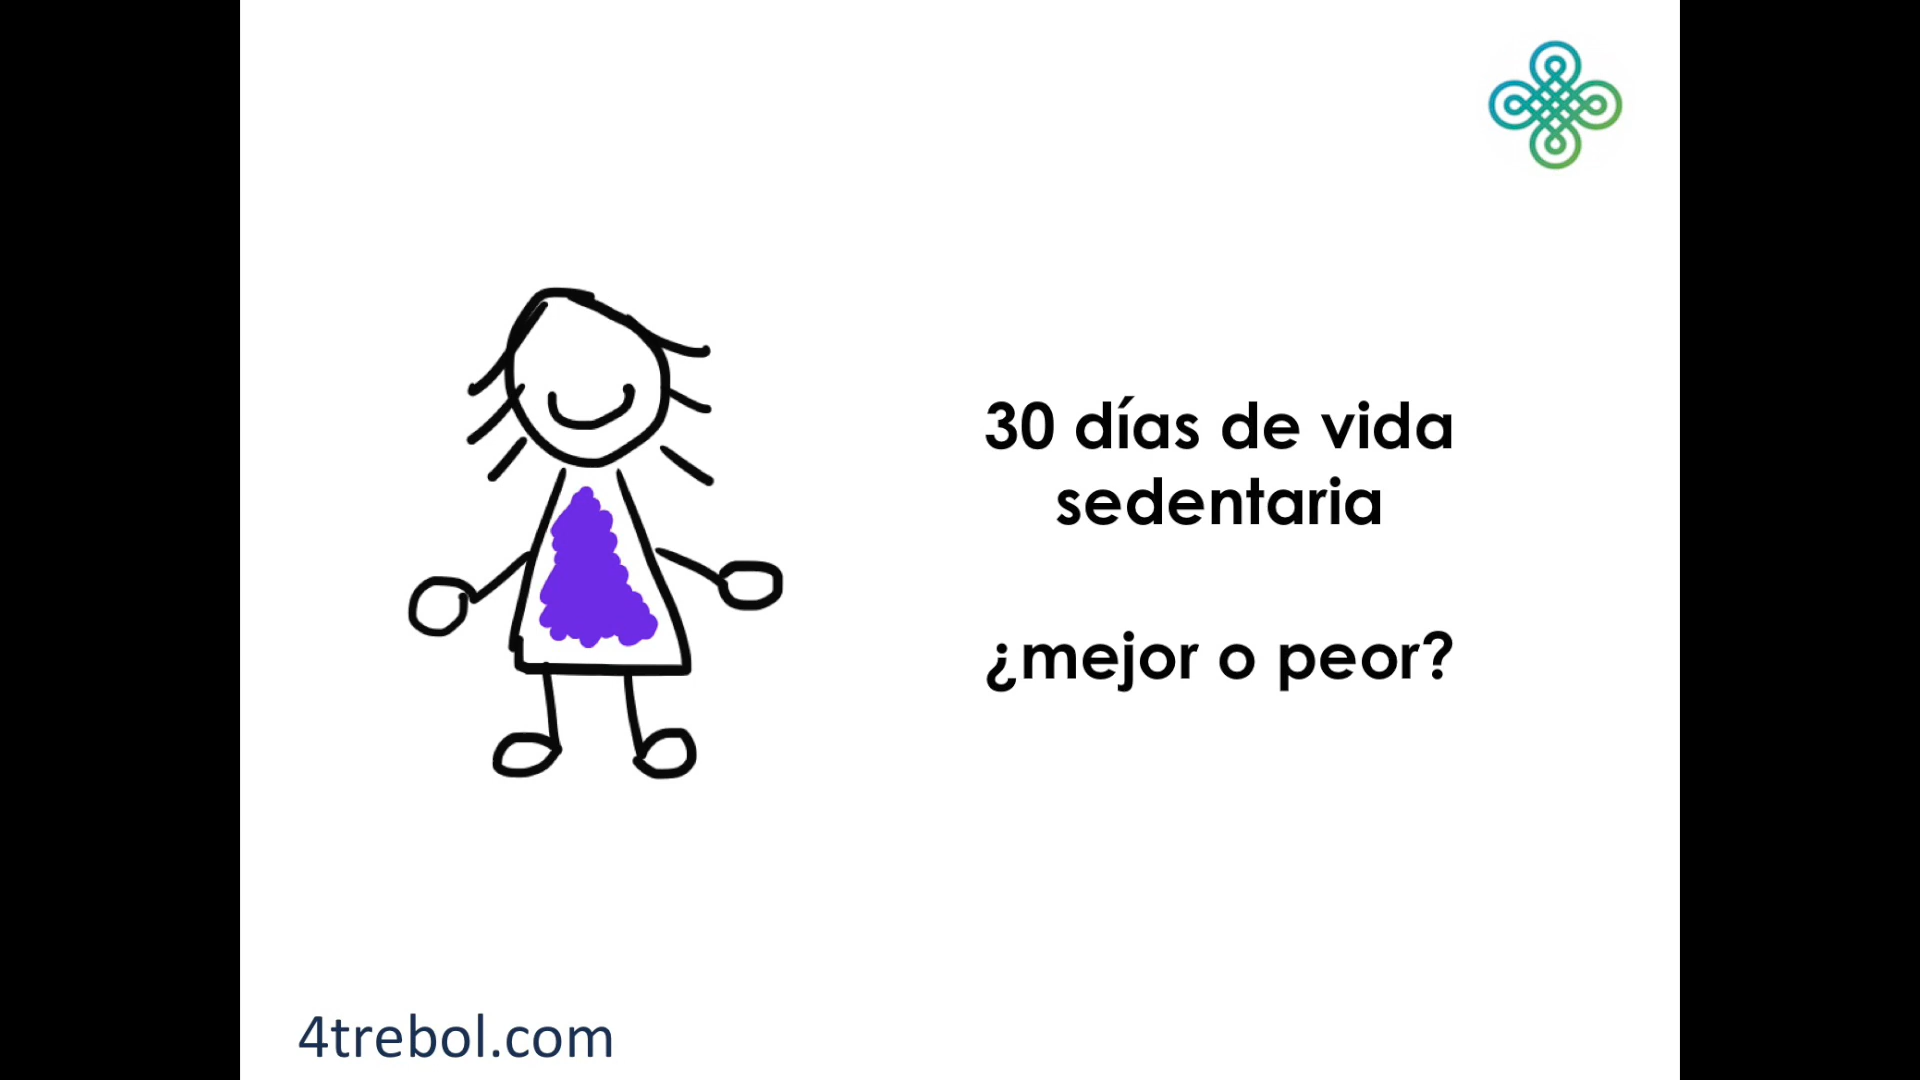 30 días de vida
sedentaria
¿mejor o peor?
4trebol.com